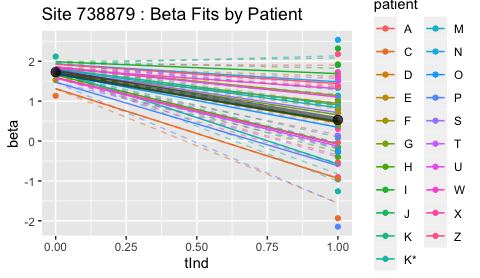 Site 738879 : Beta Fits by Patient
beta
2
1
0
-1
-2
0.00 0.25 0.50 0.75 1.00
tInd
patient
A
C
D
E
F
G
H
I
J
K
K*
M
N
O
P
S
T
U
W
X
Z